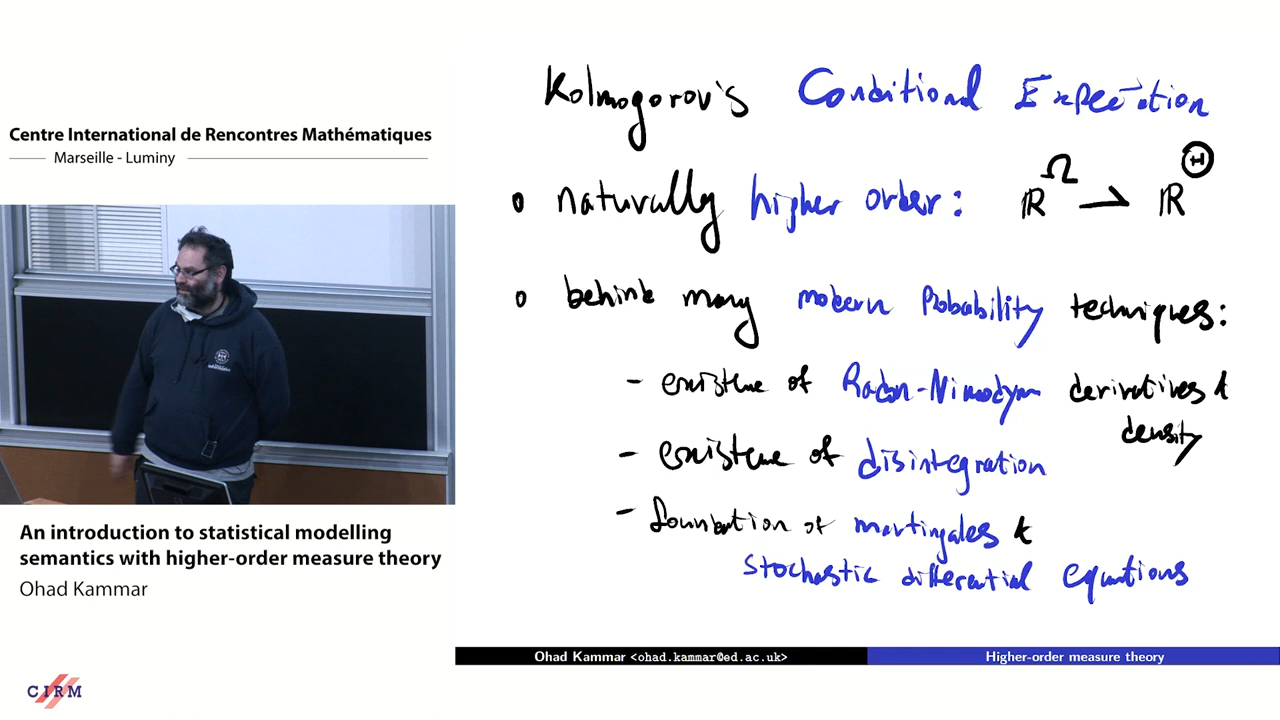 Centre International de Rencontres Mathématiques
Marseille - Luminy
An introduction to statistical modelling
semantics with higher-order measure theory
Ohad Kammar
CIRM
Kolmogorov's Conditional Expectation
• naturally higher order: ℝ^Ω → ℝ^Θ
• behind many modern Probability techniques:
- existence of Radon-Nikodym derivatives &
density
- existence of disintegration
- foundation of martingales &
stochastic differential equations
Ohad Kammar <ohad.kammar@ed.ac.uk>
Higher-order measure theory